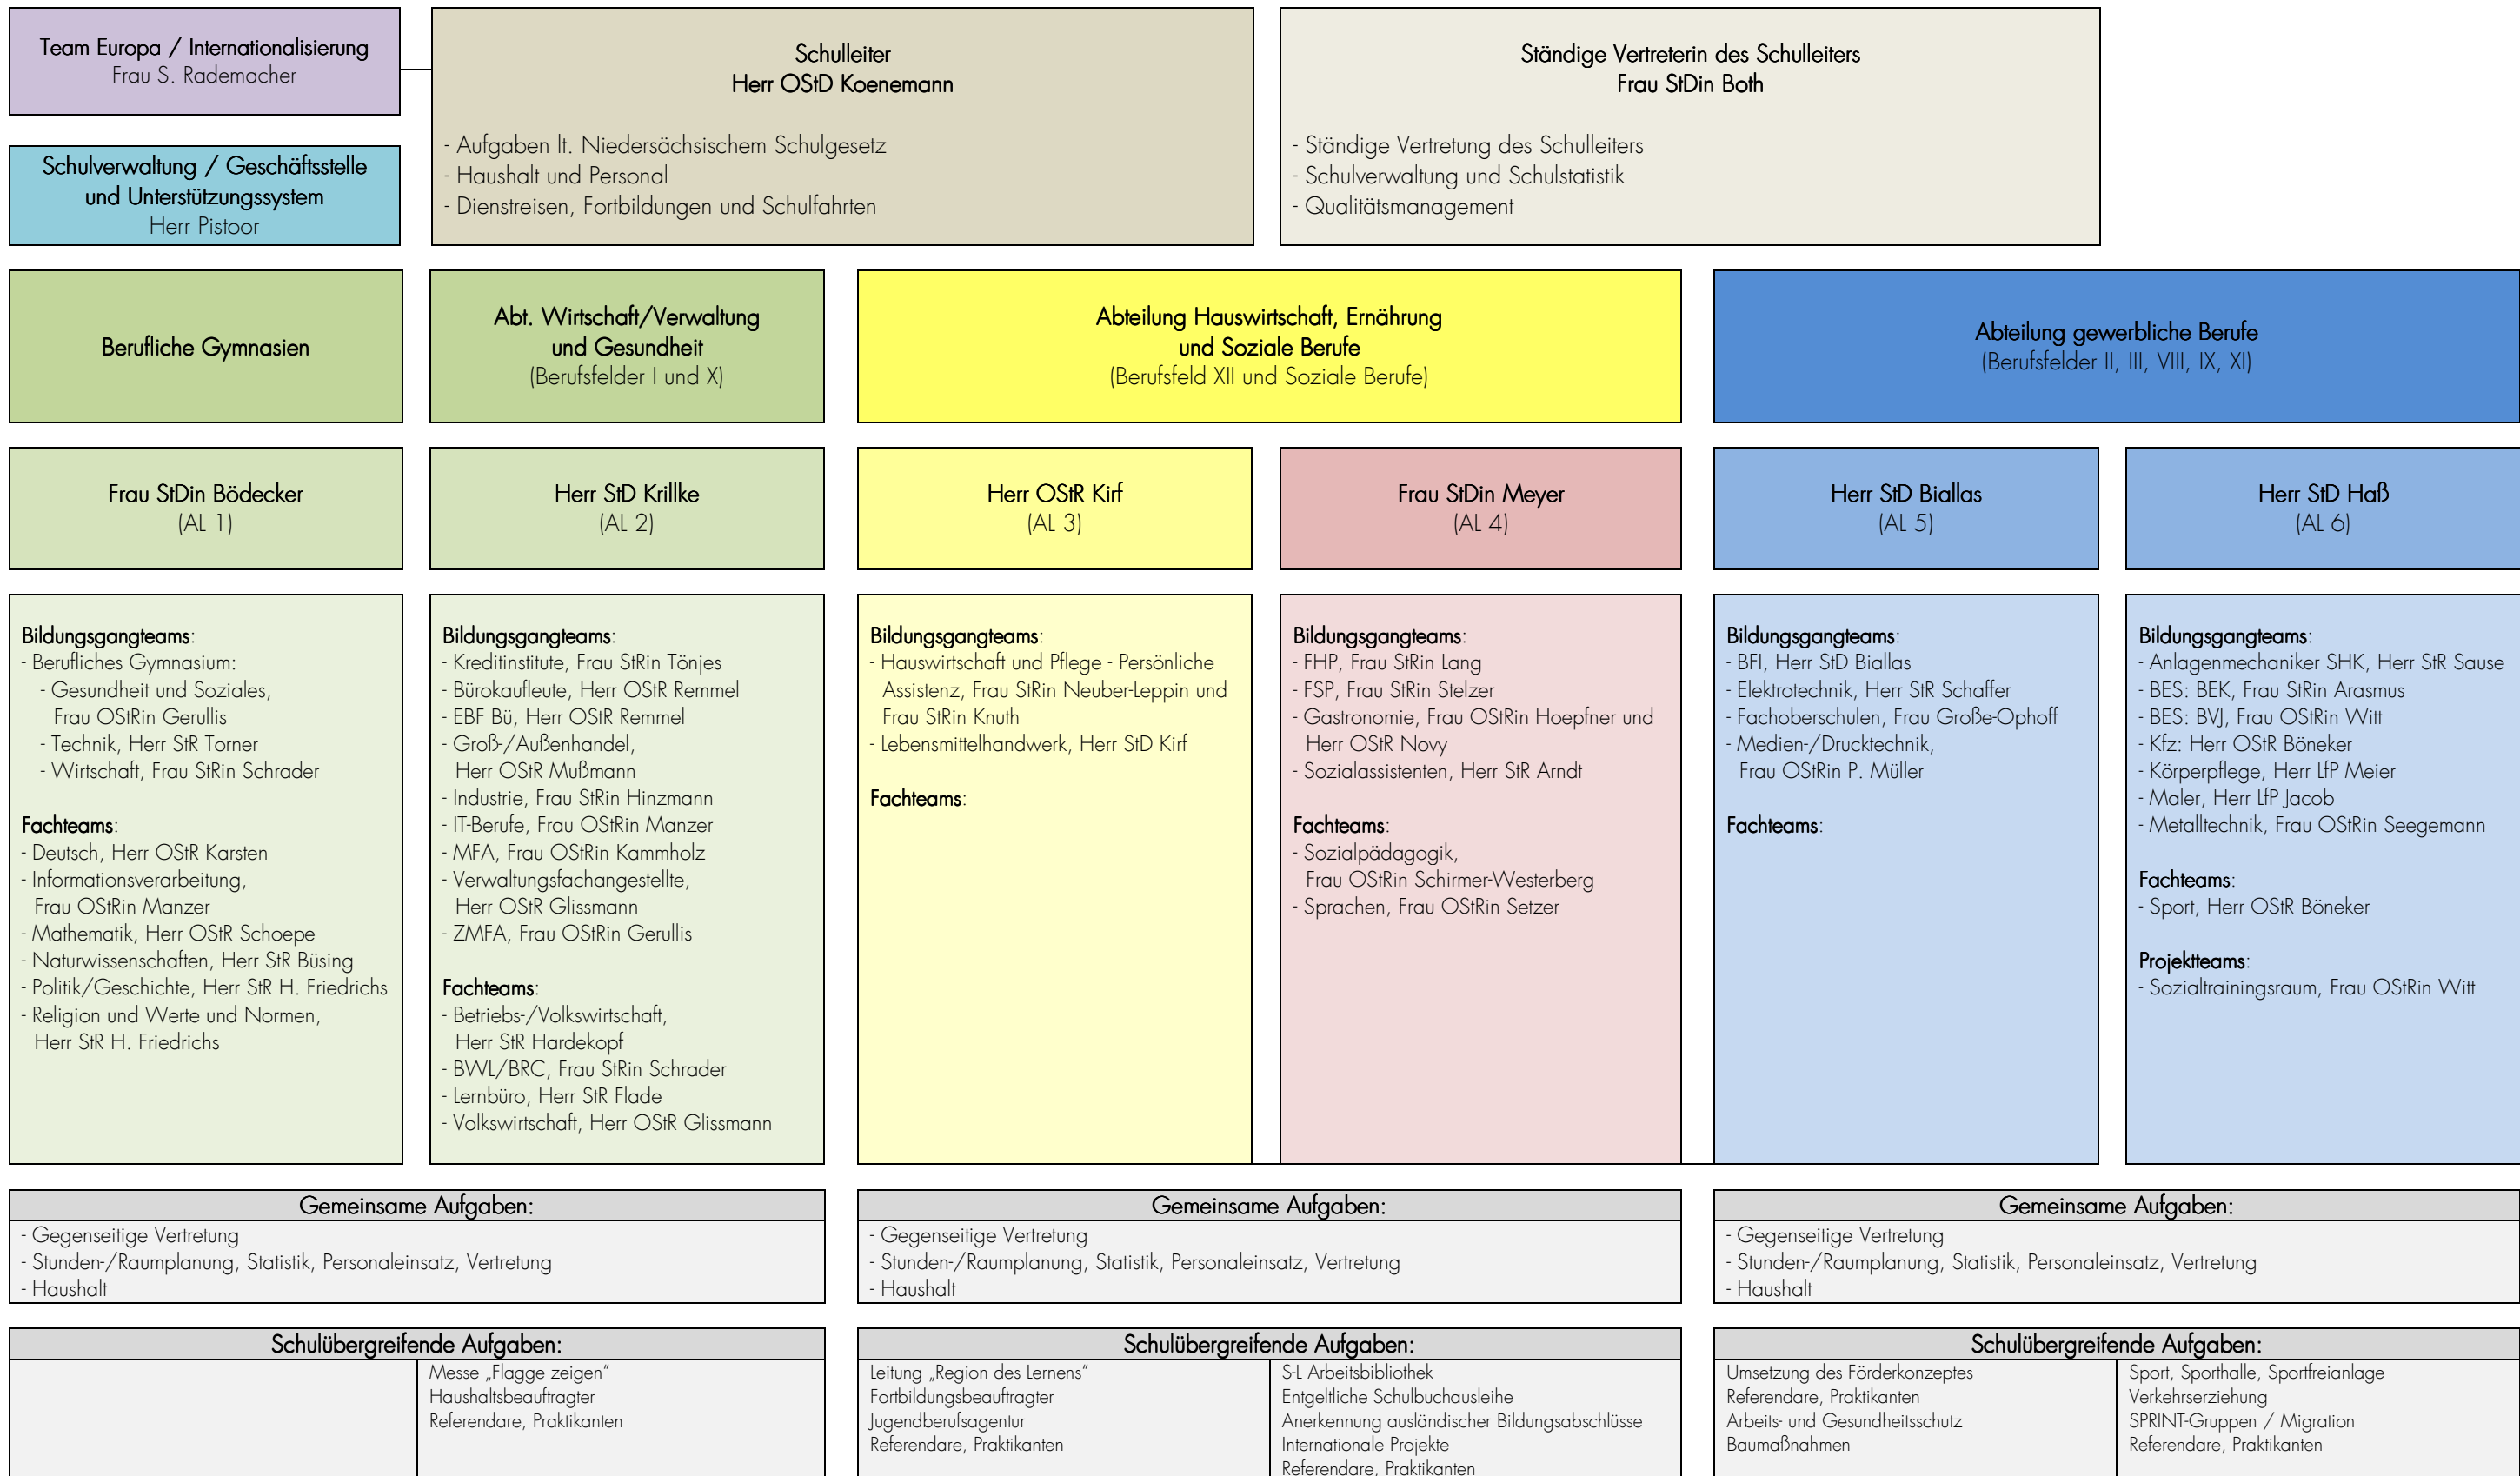 Team Europa / Internationalisierung
Frau S. Rademacher
Schulverwaltung / Geschäftsstelle
und Unterstützungssystem
Herr Pistoor
Schulleiter
Herr OStD Koenemann
- Aufgaben lt. Niedersächsischem Schulgesetz
- Haushalt und Personal
- Dienstreisen, Fortbildungen und Schulfahrten
Ständige Vertreterin des Schulleiters
Frau StDin Both
- Ständige Vertretung des Schulleiters
- Schulverwaltung und Schulstatistik
- Qualitätsmanagement
Berufliche Gymnasien
Abt. Wirtschaft/Verwaltung
und Gesundheit
(Berufsfelder I und X)
Abteilung Hauswirtschaft, Ernährung
und Soziale Berufe
(Berufsfeld XII und Soziale Berufe)
Abteilung gewerbliche Berufe
(Berufsfelder II, III, VIII, IX, XI)
Frau StDin Bödecker
(AL 1)
Herr StD Krillke
(AL 2)
Herr OStR Kirf
(AL 3)
Frau StDin Meyer
(AL 4)
Herr StD Biallas
(AL 5)
Herr StD Haß
(AL 6)
Bildungsgangteams:
- Berufliches Gymnasium:
- Gesundheit und Soziales,
Frau OStRin Gerullis
- Technik, Herr StR Torner
- Wirtschaft, Frau StRin Schrader
Fachteams:
- Deutsch, Herr OStR Karsten
- Informationsverarbeitung,
Frau OStRin Manzer
- Mathematik, Herr OStR Schoepe
- Naturwissenschaften, Herr StR Büsing
- Politik/Geschichte, Herr StR H. Friedrichs
- Religion und Werte und Normen,
Herr StR H. Friedrichs
Bildungsgangteams:
- Kreditinstitute, Frau StRin Tönjes
- Bürokaufleute, Herr OStR Remmel
- EBF Bü, Herr OStR Remmel
- Groß-/Außenhandel,
Herr OStR Mußmann
- Industrie, Frau StRin Hinzmann
- IT-Berufe, Frau OStRin Manzer
- MFA, Frau OStRin Kammholz
- Verwaltungsfachangestellte,
Herr OStR Glissmann
- ZMFA, Frau OStRin Gerullis
Fachteams:
- Betriebs-/Volkswirtschaft,
Herr StR Hardekopf
- BWL/BRC, Frau StRin Schrader
- Lernbüro, Herr StR Flade
- Volkswirtschaft, Herr OStR Glissmann
Bildungsgangteams:
- Hauswirtschaft und Pflege - Persönliche
Assistenz, Frau StRin Neuber-Leppin und
Frau StRin Knuth
- Lebensmittelhandwerk, Herr StD Kirf
Fachteams:
Bildungsgangteams:
- FHP, Frau StRin Lang
- FSP, Frau StRin Stelzer
- Gastronomie, Frau OStRin Hoepfner und
Herr OStR Novy
- Sozialassistenten, Herr StR Arndt
Fachteams:
- Sozialpädagogik,
Frau OStRin Schirmer-Westerberg
- Sprachen, Frau OStRin Setzer
Bildungsgangteams:
- BFI, Herr StD Biallas
- Elektrotechnik, Herr StR Schaffer
- Fachoberschulen, Frau Große-Ophoff
- Medien-/Drucktechnik,
Frau OStRin P. Müller
Fachteams:
Bildungsgangteams:
- Anlagenmechaniker SHK, Herr StR Sause
- BES: BEK, Frau StRin Arasmus
- BES: BVJ, Frau OStRin Witt
- Kfz: Herr OStR Böneker
- Körperpflege, Herr LfP Meier
- Maler, Herr LfP Jacob
- Metalltechnik, Frau OStRin Seegemann
Fachteams:
- Sport, Herr OStR Böneker
Projektteams:
- Sozialtrainingsraum, Frau OStRin Witt
Gemeinsame Aufgaben:
- Gegenseitige Vertretung
- Stunden-/Raumplanung, Statistik, Personaleinsatz, Vertretung
- Haushalt
Gemeinsame Aufgaben:
- Gegenseitige Vertretung
- Stunden-/Raumplanung, Statistik, Personaleinsatz, Vertretung
- Haushalt
Gemeinsame Aufgaben:
- Gegenseitige Vertretung
- Stunden-/Raumplanung, Statistik, Personaleinsatz, Vertretung
- Haushalt
Schulübergreifende Aufgaben:
Messe „Flagge zeigen“
Haushaltsbeauftragter
Referendare, Praktikanten
Schulübergreifende Aufgaben:
Leitung „Region des Lernens“
Fortbildungsbeauftragter
Jugendberufsagentur
Referendare, Praktikanten
S-L Arbeitsbibliothek
Entgeltliche Schulbuchausleihe
Anerkennung ausländischer Bildungsabschlüsse
Internationale Projekte
Referendare, Praktikanten
Schulübergreifende Aufgaben:
Umsetzung des Förderkonzeptes
Referendare, Praktikanten
Arbeits- und Gesundheitsschutz
Baumaßnahmen
Sport, Sporthalle, Sportfreianlage
Verkehrserziehung
SPRINT-Gruppen / Migration
Referendare, Praktikanten